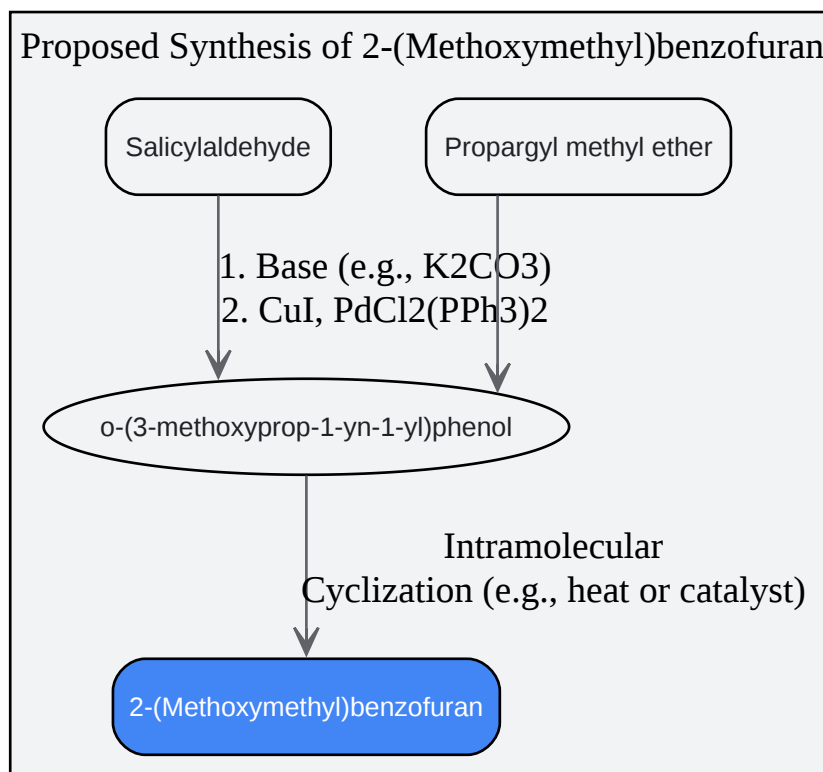 Proposed Synthesis of 2-(Methoxymethyl)benzofuran
Salicylaldehyde
Propargyl methyl ether
1. Base (e.g., K2CO3)
2. CuI, PdCl2(PPh3)2
o-(3-methoxyprop-1-yn-1-yl)phenol
Intramolecular
Cyclization (e.g., heat or catalyst)
2-(Methoxymethyl)benzofuran